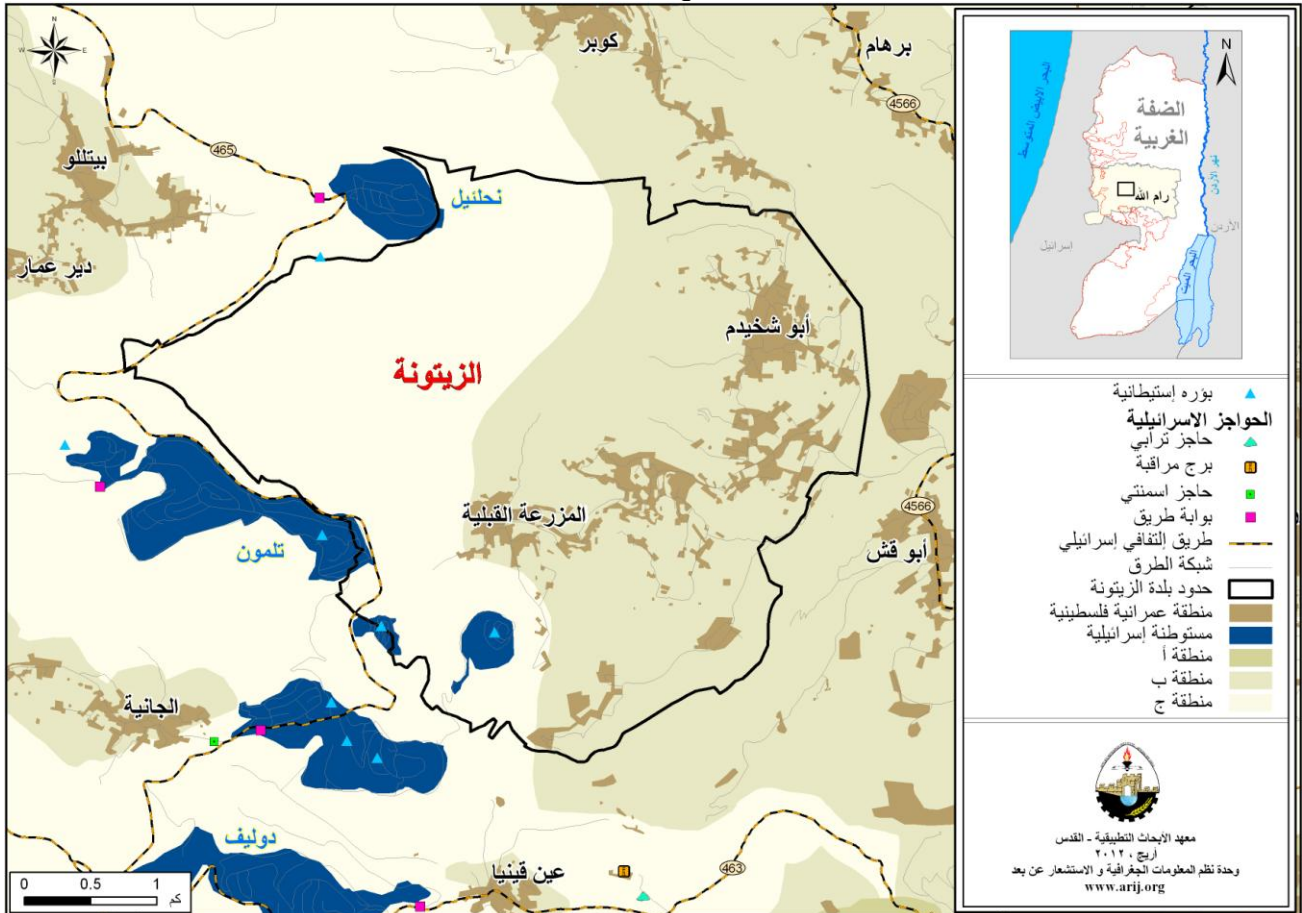 N
W
E
S
كوبر
برهام
4566
بيتللو
465
نحلئيل
دير عمار
أبو شخيدم
الزيتونة
المزرعة القبلية
4566
أبو قش
تلمون
الجانية
دوليف
عين قينيا
463
0
0.5
1
كم
N
البحر الابيض المتوسط
الضفة
الغربية
نهر الأردن
رام الله
الأردن
إسرائيل
البحر الميت
بؤره إستيطانية
الحواجز الاسرائيلية
حاجز ترابي
برج مراقبة
حاجز اسمنتي
بوابة طريق
طريق إلتفافي إسرائيلي
شبكة الطرق
حدود بلدة الزيتونة
منطقة عمرانية فلسطينية
مستوطنة إسرائيلية
منطقة أ
منطقة ب
منطقة ج
معهد الابحاث التطبيقية - القدس
أريج ، ٢٠١٢
وحدة نظم المعلومات الجغرافية و الاستشعار عن بعد
www.arij.org